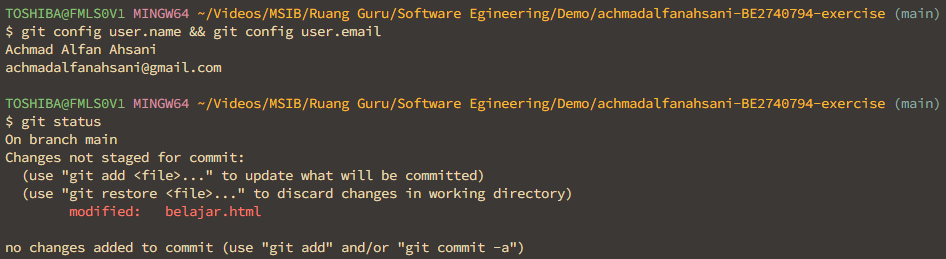 TOSHIBA@FMLS0V1 MINGW64 ~/Videos/MSIB/Ruang Guru/Software Egineering/Demo/achmadalfanahsani-BE2740794-exercise (main)
$ git config user.name && git config user.email
Achmad Alfan Ahsani
achmadalfanahsani@gmail.com
TOSHIBA@FMLS0V1 MINGW64 ~/Videos/MSIB/Ruang Guru/Software Egineering/Demo/achmadalfanahsani-BE2740794-exercise (main)
$ git status
On branch main
Changes not staged for commit:
  (use "git add <file>..." to update what will be committed)
  (use "git restore <file>..." to discard changes in working directory)
        modified:   belajar.html
no changes added to commit (use "git add" and/or "git commit -a")